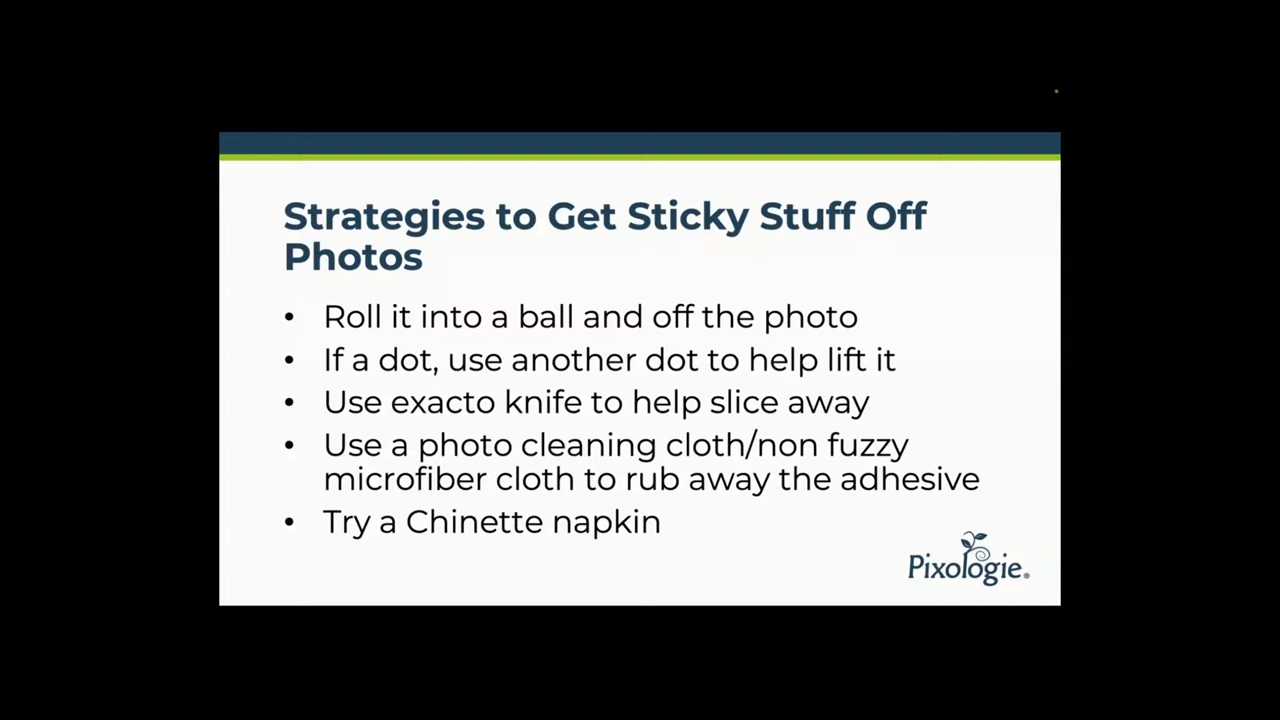 Strategies to Get Sticky Stuff Off
Photos
• Roll it into a ball and off the photo
• If a dot, use another dot to help lift it
• Use exacto knife to help slice away
• Use a photo cleaning cloth/non fuzzy
microfiber cloth to rub away the adhesive
• Try a Chinette napkin
Pixologie®